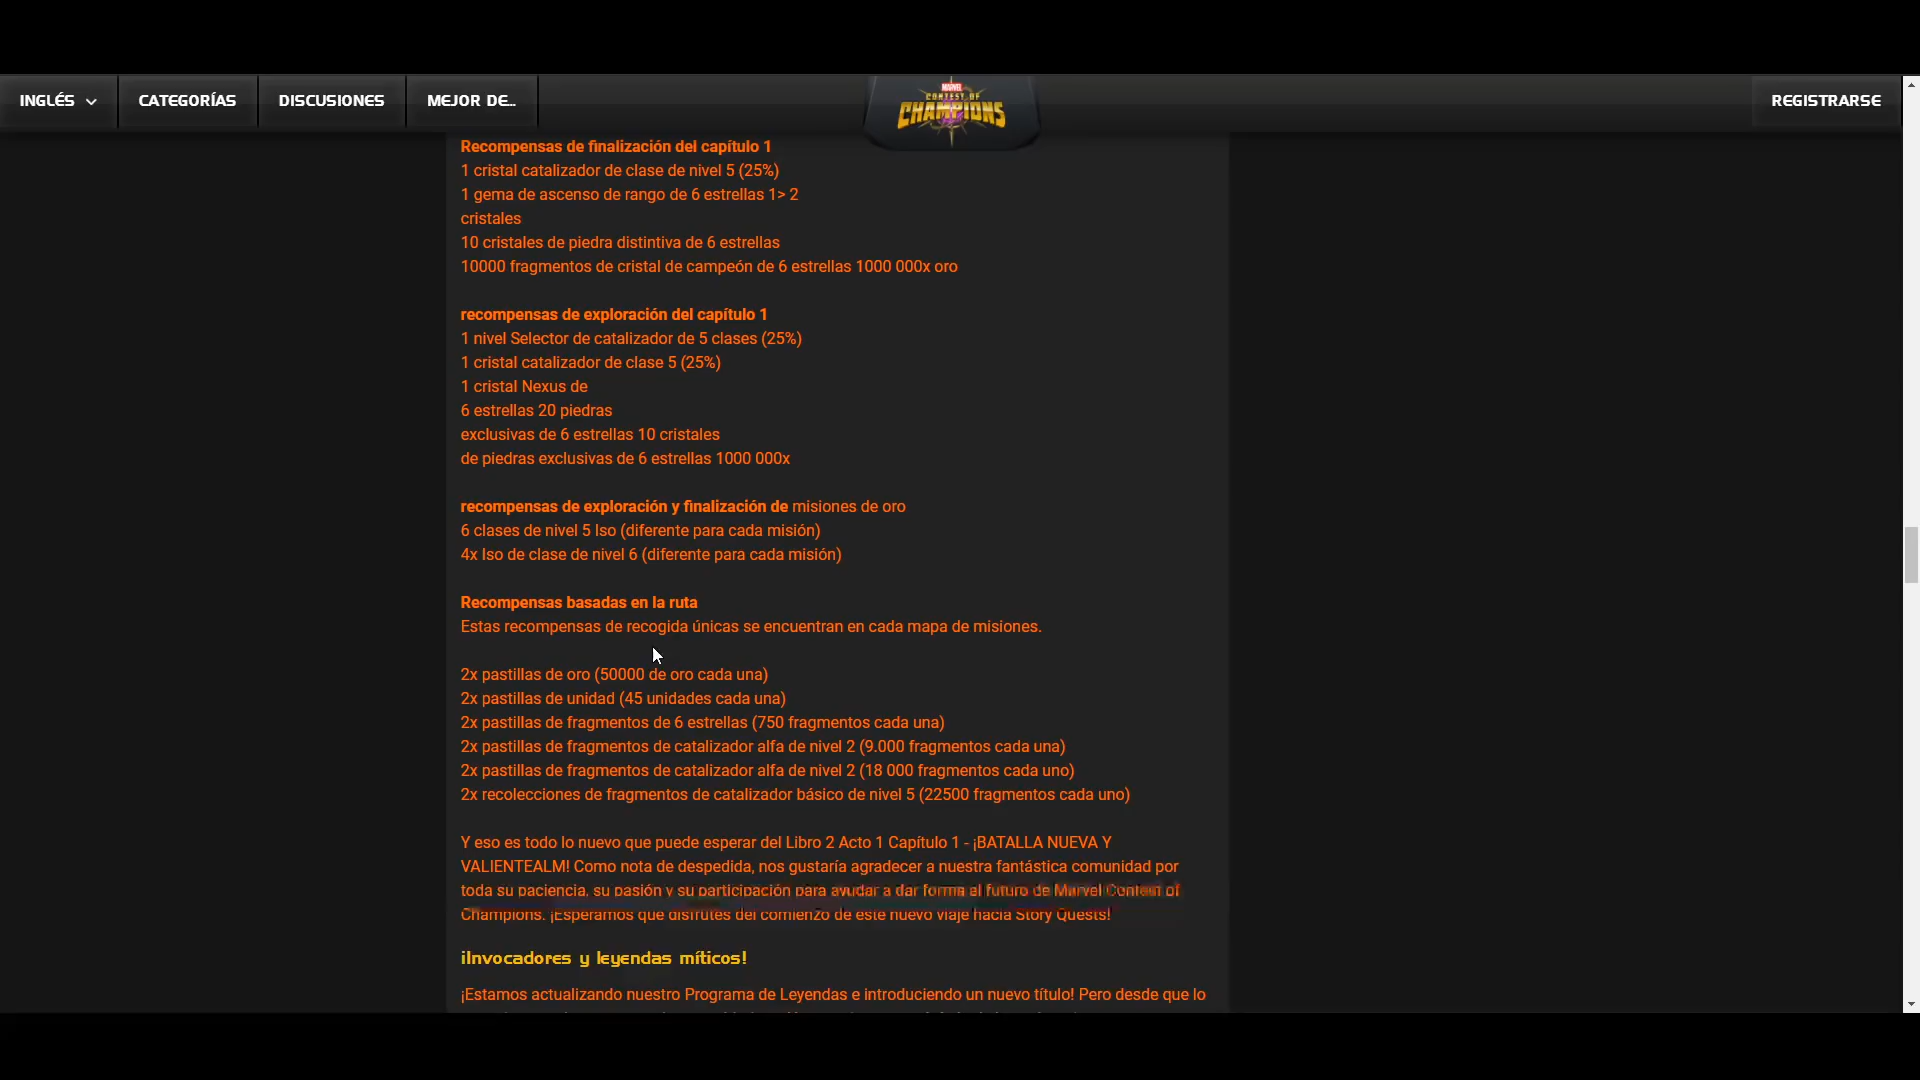 INGLÉS
CATEGORÍAS
DISCUSIONES
MEJOR DE...
MARVEL
CONTEST OF
CHAMPIONS
REGISTRARSE
Recompensas de finalización del capítulo 1
1 cristal catalizador de clase de nivel 5 (25%)
1 gema de ascenso de rango de 6 estrellas 1> 2
cristales
10 cristales de piedra distintiva de 6 estrellas
10000 fragmentos de cristal de campeón de 6 estrellas 1000 000x oro
recompensas de exploración del capítulo 1
1 nivel Selector de catalizador de 5 clases (25%)
1 cristal catalizador de clase 5 (25%)
1 cristal Nexus de
6 estrellas 20 piedras
exclusivas de 6 estrellas 10 cristales
de piedras exclusivas de 6 estrellas 1000 000x
recompensas de exploración y finalización de misiones de oro
6 clases de nivel 5 Iso (diferente para cada misión)
4x Iso de clase de nivel 6 (diferente para cada misión)
Recompensas basadas en la ruta
Estas recompensas de recogida únicas se encuentran en cada mapa de misiones.
2x pastillas de oro (50000 de oro cada una)
2x pastillas de unidad (45 unidades cada una)
2x pastillas de fragmentos de 6 estrellas (750 fragmentos cada una)
2x pastillas de fragmentos de catalizador alfa de nivel 2 (9.000 fragmentos cada una)
2x pastillas de fragmentos de catalizador alfa de nivel 2 (18 000 fragmentos cada uno)
2x recolecciones de fragmentos de catalizador básico de nivel 5 (22500 fragmentos cada uno)
Y eso es todo lo nuevo que puede esperar del Libro 2 Acto 1 Capítulo 1 - ¡BATALLA NUEVA Y
VALIENTEALM! Como nota de despedida, nos gustaría agradecer a nuestra fantástica comunidad por
toda su paciencia, su pasión y su participación para ayudar a dar forma al futuro de Marvel Contest of
Champions. ¡Esperamos que disfrutes del comienzo de este nuevo viaje hacia Story Quests!
¡Invocadores y leyendas míticos!
¡Estamos actualizando nuestro Programa de Leyendas e introduciendo un nuevo título! Pero desde que lo